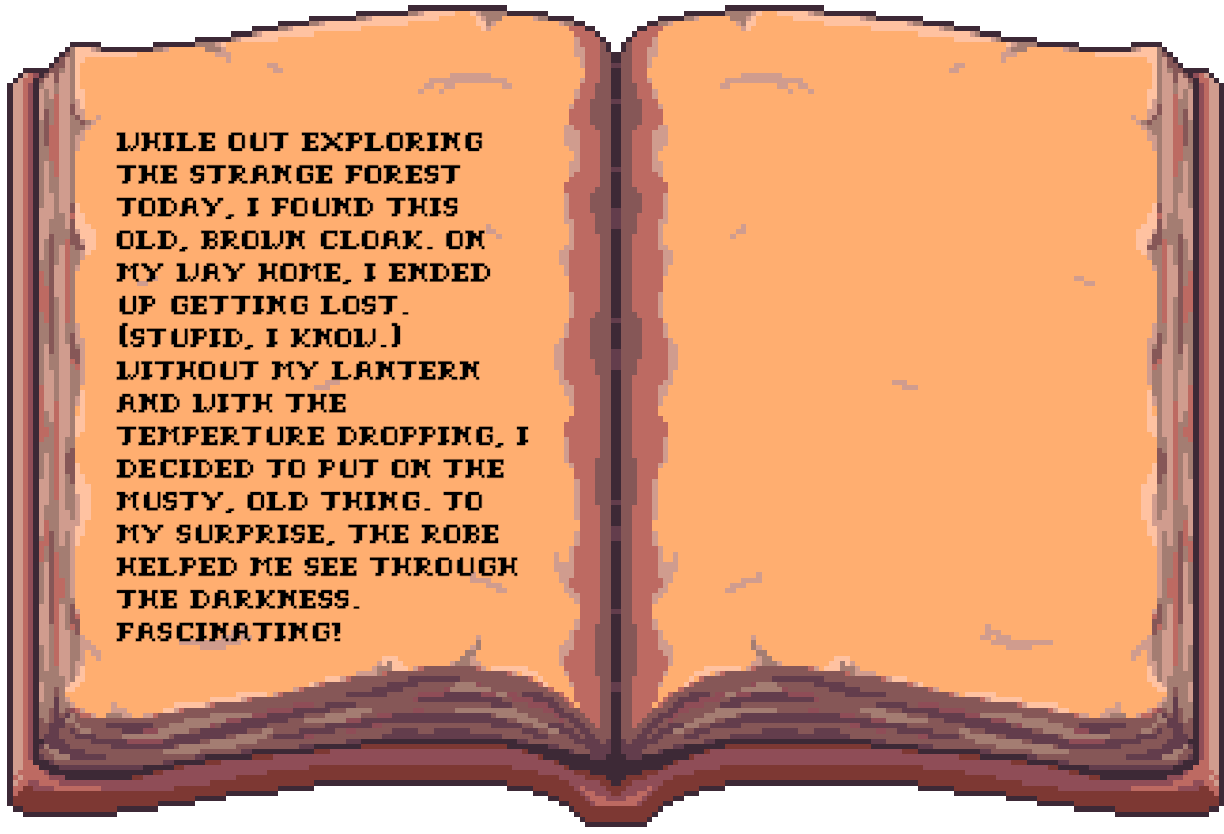 WHILE OUT EXPLORING
THE STRANGE FOREST
TODAY, I FOUND THIS
OLD, BROWN CLOAK. ON
MY WAY HOME, I ENDED
UP GETTING LOST.
(STUPID, I KNOW.)
WITHOUT MY LANTERN
AND WITH THE
TEMPERTURE DROPPING, I
DECIDED TO PUT ON THE
MUSTY, OLD THING. TO
MY SURPRISE, THE ROBE
HELPED ME SEE THROUGH
THE DARKNESS.
FASCINATING!